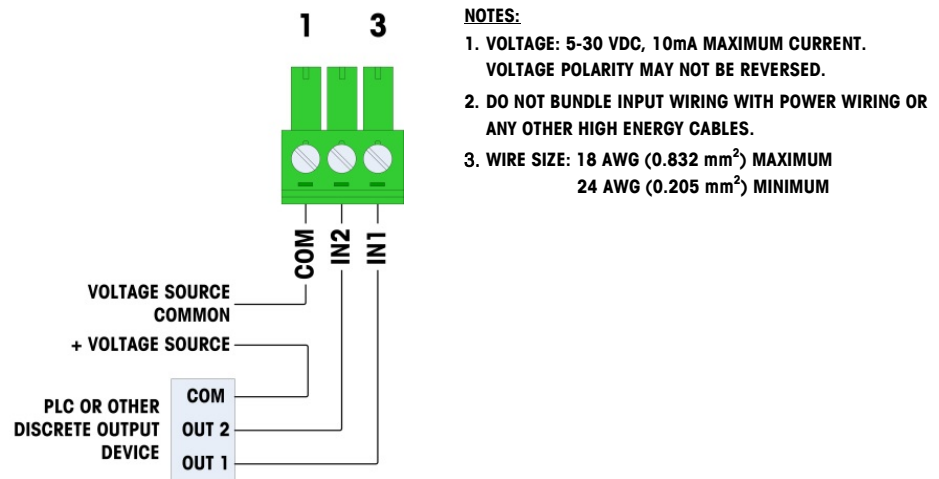 1 3
COM
IN2
IN1
VOLTAGE SOURCE
COMMON
+ VOLTAGE SOURCE
PLC OR OTHER
DISCRETE OUTPUT
DEVICE
COM
OUT 2
OUT 1
NOTES:
1. VOLTAGE: 5-30 VDC, 10mA MAXIMUM CURRENT.
VOLTAGE POLARITY MAY NOT BE REVERSED.
2. DO NOT BUNDLE INPUT WIRING WITH POWER WIRING OR
ANY OTHER HIGH ENERGY CABLES.
3. WIRE SIZE: 18 AWG (0.832 mm²) MAXIMUM
24 AWG (0.205 mm²) MINIMUM